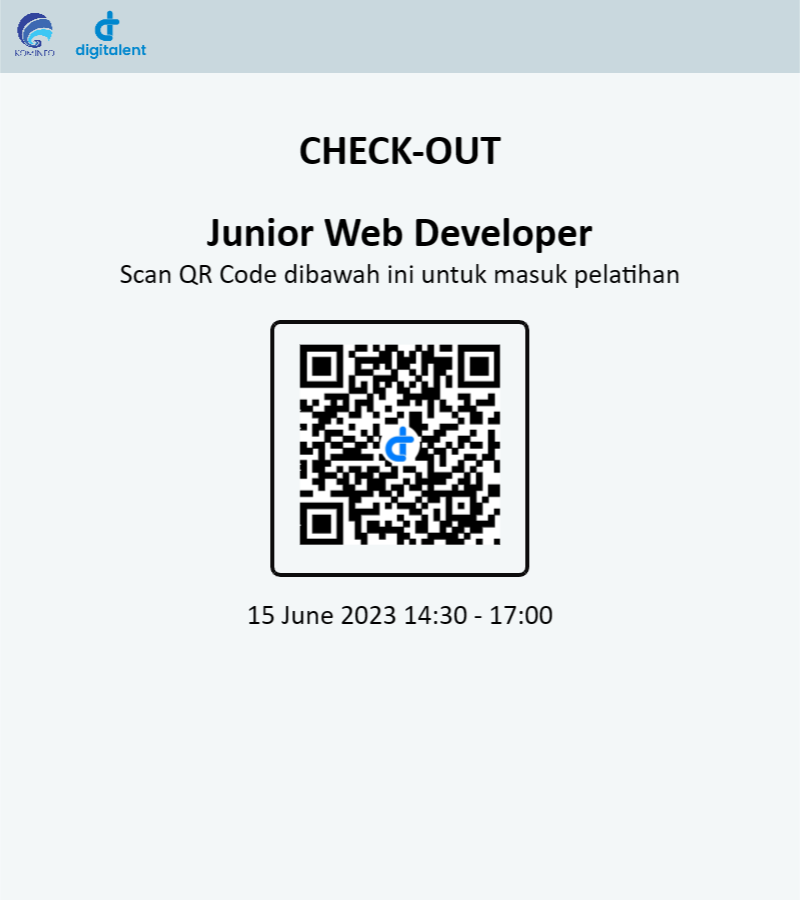 KOMINFO
digitalent
CHECK-OUT
Junior Web Developer
Scan QR Code dibawah ini untuk masuk pelatihan
15 June 2023 14:30 - 17:00